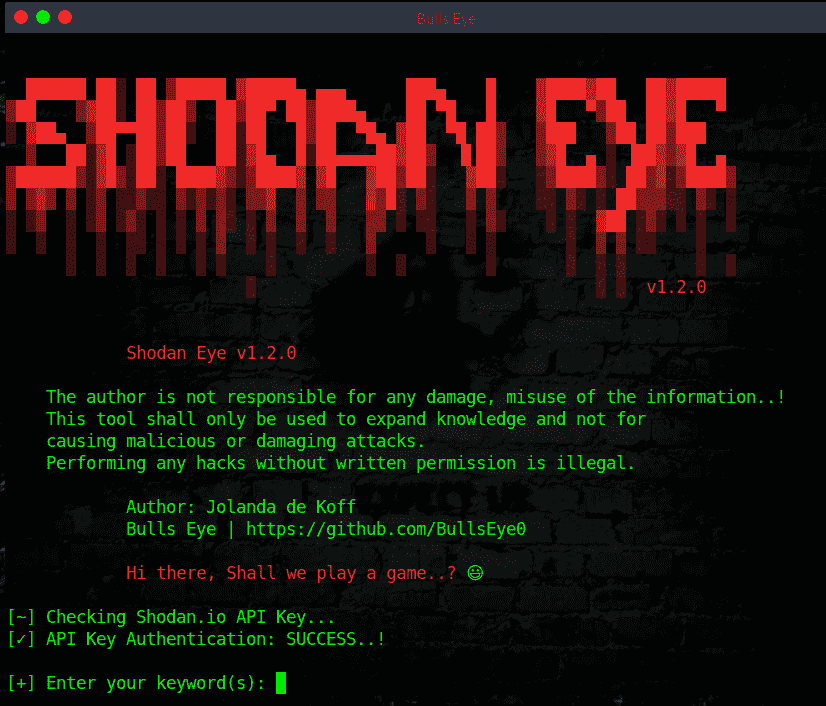 Bulls Eye
SHODAN EYE
v1.2.0
Shodan Eye v1.2.0
The author is not responsible for any damage, misuse of the information..!
This tool shall only be used to expand knowledge and not for
causing malicious or damaging attacks.
Performing any hacks without written permission is illegal.
Author: Jolanda de Koff
Bulls Eye | https://github.com/BullsEye0
Hi there, Shall we play a game..? 😃
[~] Checking Shodan.io API Key...
[✓] API Key Authentication: SUCCESS..!
[+] Enter your keyword(s):